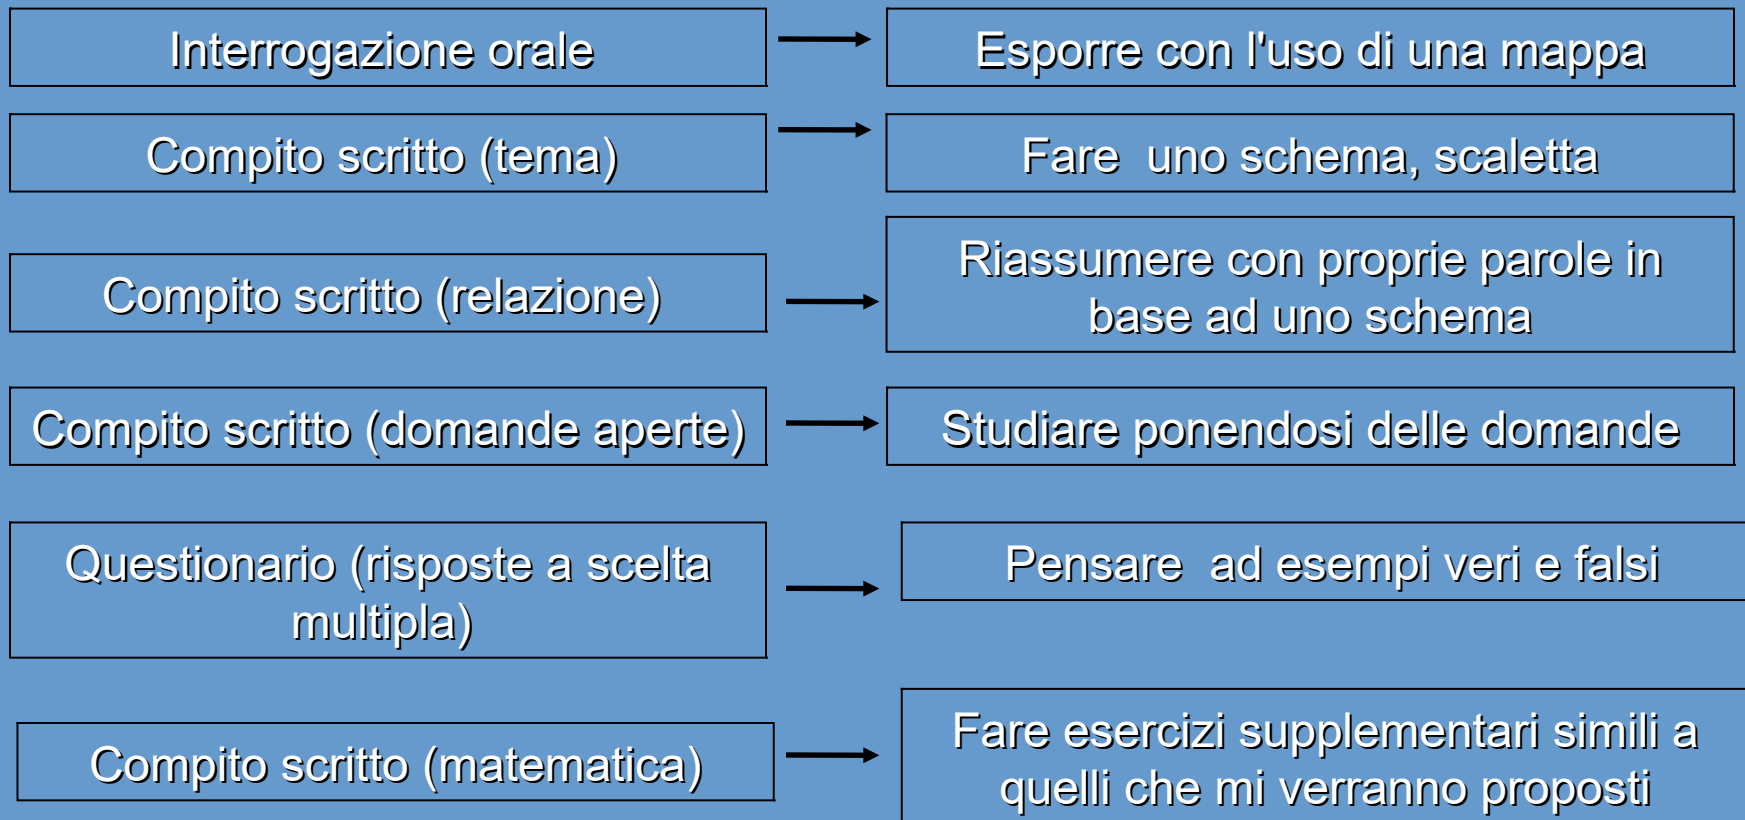 Interrogazione orale
Esporre con l'uso di una mappa
Compito scritto (tema)
Fare  uno schema, scaletta
Compito scritto (relazione)
Riassumere con proprie parole in
base ad uno schema
Compito scritto (domande aperte)
Studiare ponendosi delle domande
Questionario (risposte a scelta
multipla)
Pensare  ad esempi veri e falsi
Compito scritto (matematica)
Fare esercizi supplementari simili a
quelli che mi verranno proposti